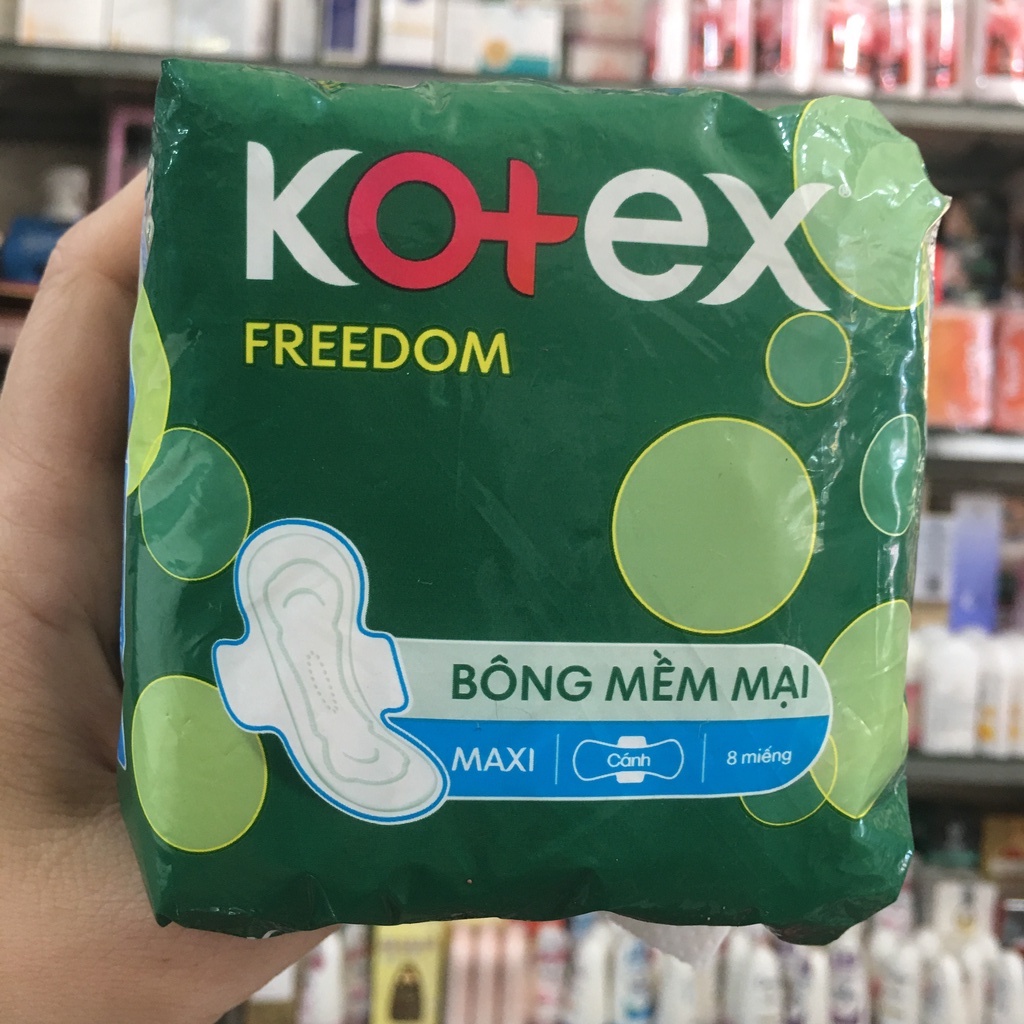 Kotex
FREEDOM
BÔNG MỀM MẠI
MAXI Cánh 8 miếng